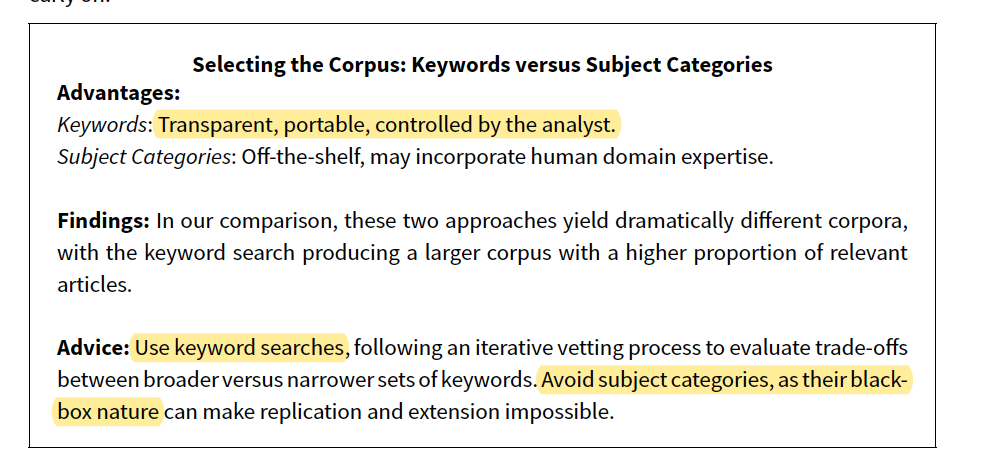 Selecting the Corpus: Keywords versus Subject Categories
Advantages:
Keywords: Transparent, portable, controlled by the analyst.
Subject Categories: Off-the-shelf, may incorporate human domain expertise.
Findings: In our comparison, these two approaches yield dramatically different corpora,
with the keyword search producing a larger corpus with a higher proportion of relevant
articles.
Advice: Use keyword searches, following an iterative vetting process to evaluate trade-offs
between broader versus narrower sets of keywords. Avoid subject categories, as their black-
box nature can make replication and extension impossible.